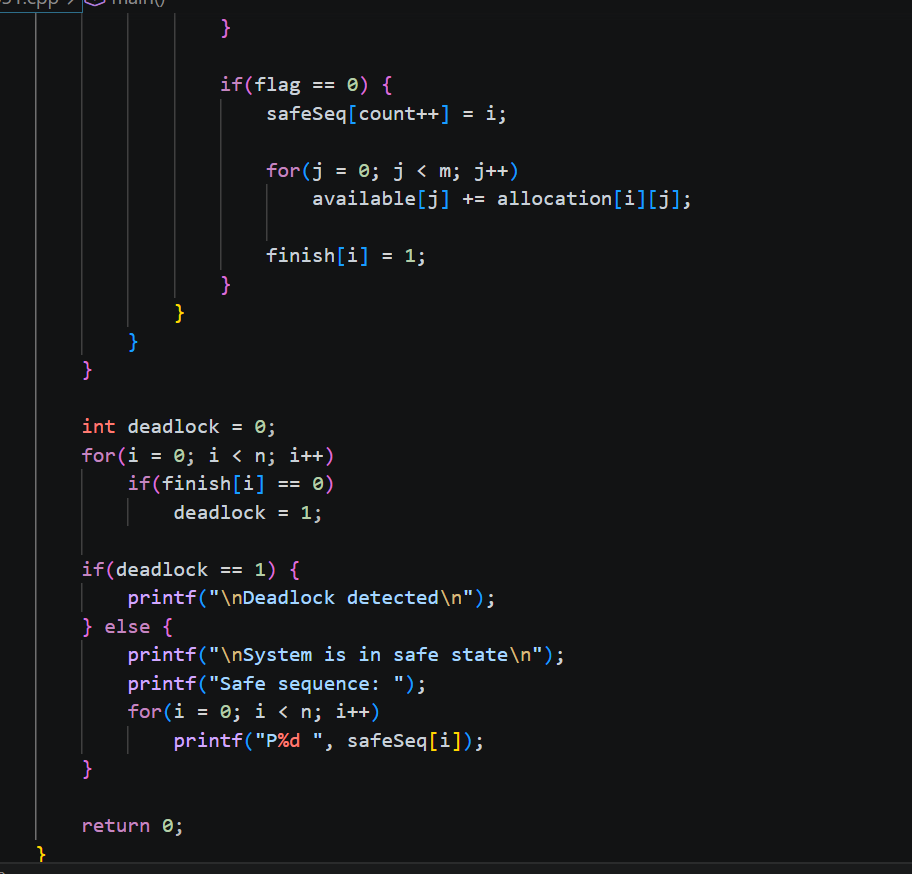 main()
}
if(flag == 0) {
safeSeq[count++] = i;
for(j = 0; j < m; j++)
available[j] += allocation[i][j];
finish[i] = 1;
}
}
}
}
int deadlock = 0;
for(i = 0; i < n; i++)
if(finish[i] == 0)
deadlock = 1;
if(deadlock == 1) {
printf("\nDeadlock detected\n");
} else {
printf("\nSystem is in safe state\n");
printf("Safe sequence: ");
for(i = 0; i < n; i++)
printf("P%d ", safeSeq[i]);
}
return 0;
}